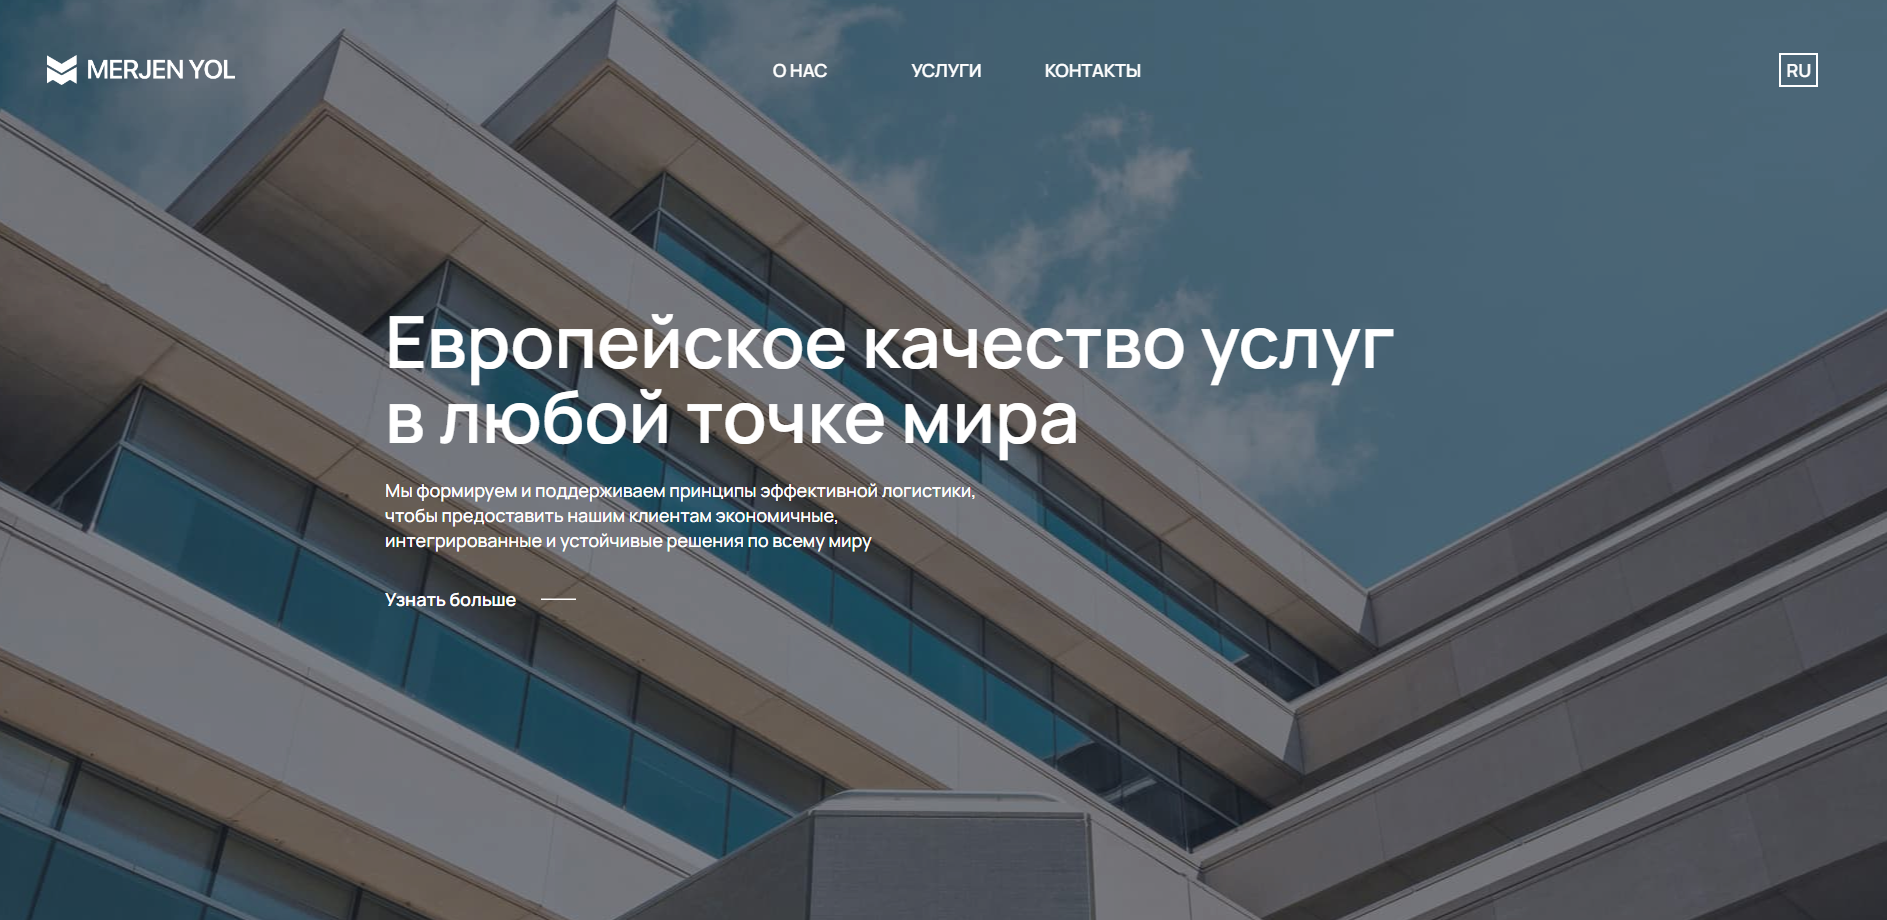 MERJEN YOL
О НАС
УСЛУГИ
КОНТАКТЫ
RU
Европейское качество услуг
в любой точке мира
Мы формируем и поддерживаем принципы эффективной логистики,
чтобы предоставить нашим клиентам экономичные,
интегрированные и устойчивые решения по всему миру
Узнать больше